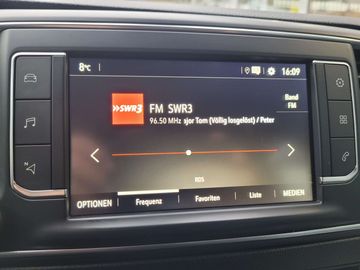 8°C
16:09
SWR3
FM SWR3
Band
FM
96.50 MHz sjor Tom (Völlig losgelöst) / Peter
RDS
OPTIONEN
Frequenz
Favoriten
Liste
MEDIEN
N